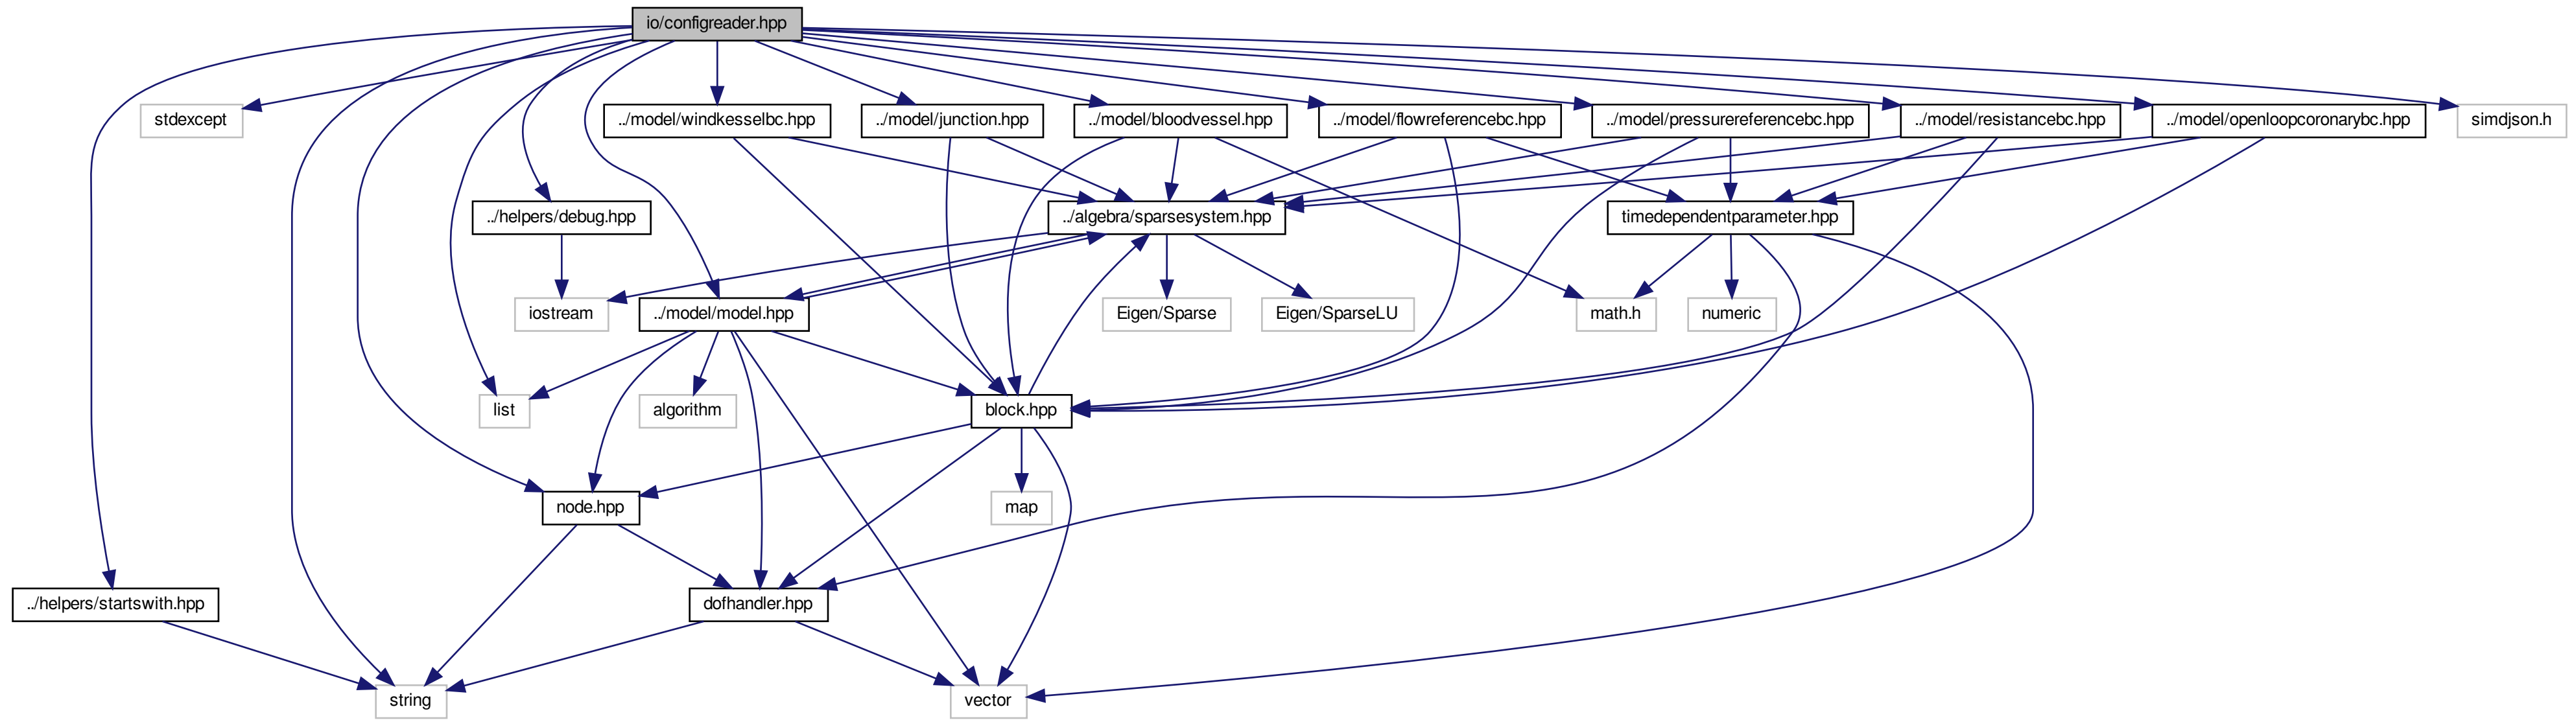 io/configreader.hpp
stdexcept
../model/windkesselbc.hpp
../model/junction.hpp
../model/bloodvessel.hpp
../model/flowreferencebc.hpp
../model/pressurereferencebc.hpp
../model/resistancebc.hpp
../model/openloopcoronarybc.hpp
simdjson.h
../helpers/debug.hpp
../algebra/sparsesystem.hpp
timedependentparameter.hpp
iostream
../model/model.hpp
Eigen/Sparse
Eigen/SparseLU
math.h
numeric
list
algorithm
block.hpp
node.hpp
map
../helpers/startswith.hpp
dofhandler.hpp
string
vector